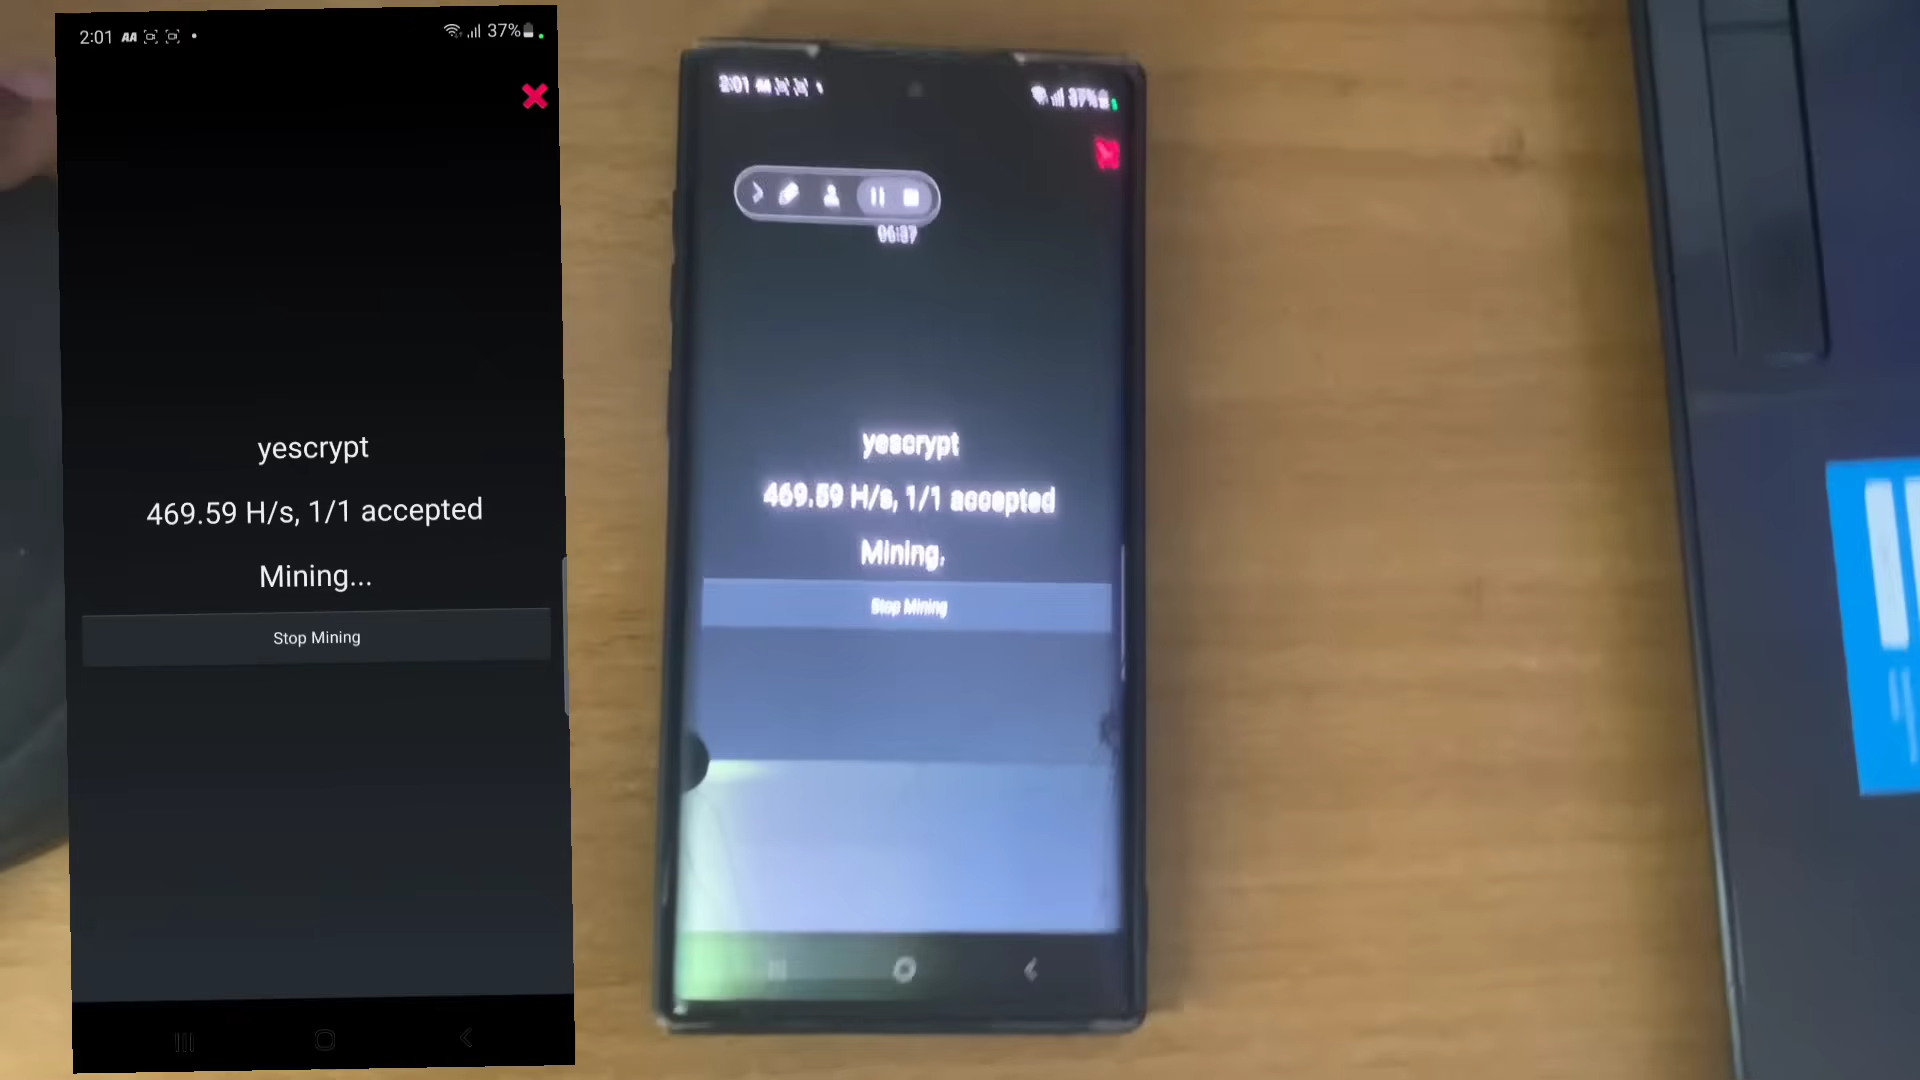 2:01 37%
yescrypt
469.59 H/s, 1/1 accepted
Mining...
Stop Mining
2:01 37%
06:37
yescrypt
469.59 H/s, 1/1 accepted
Mining.
Stop Mining